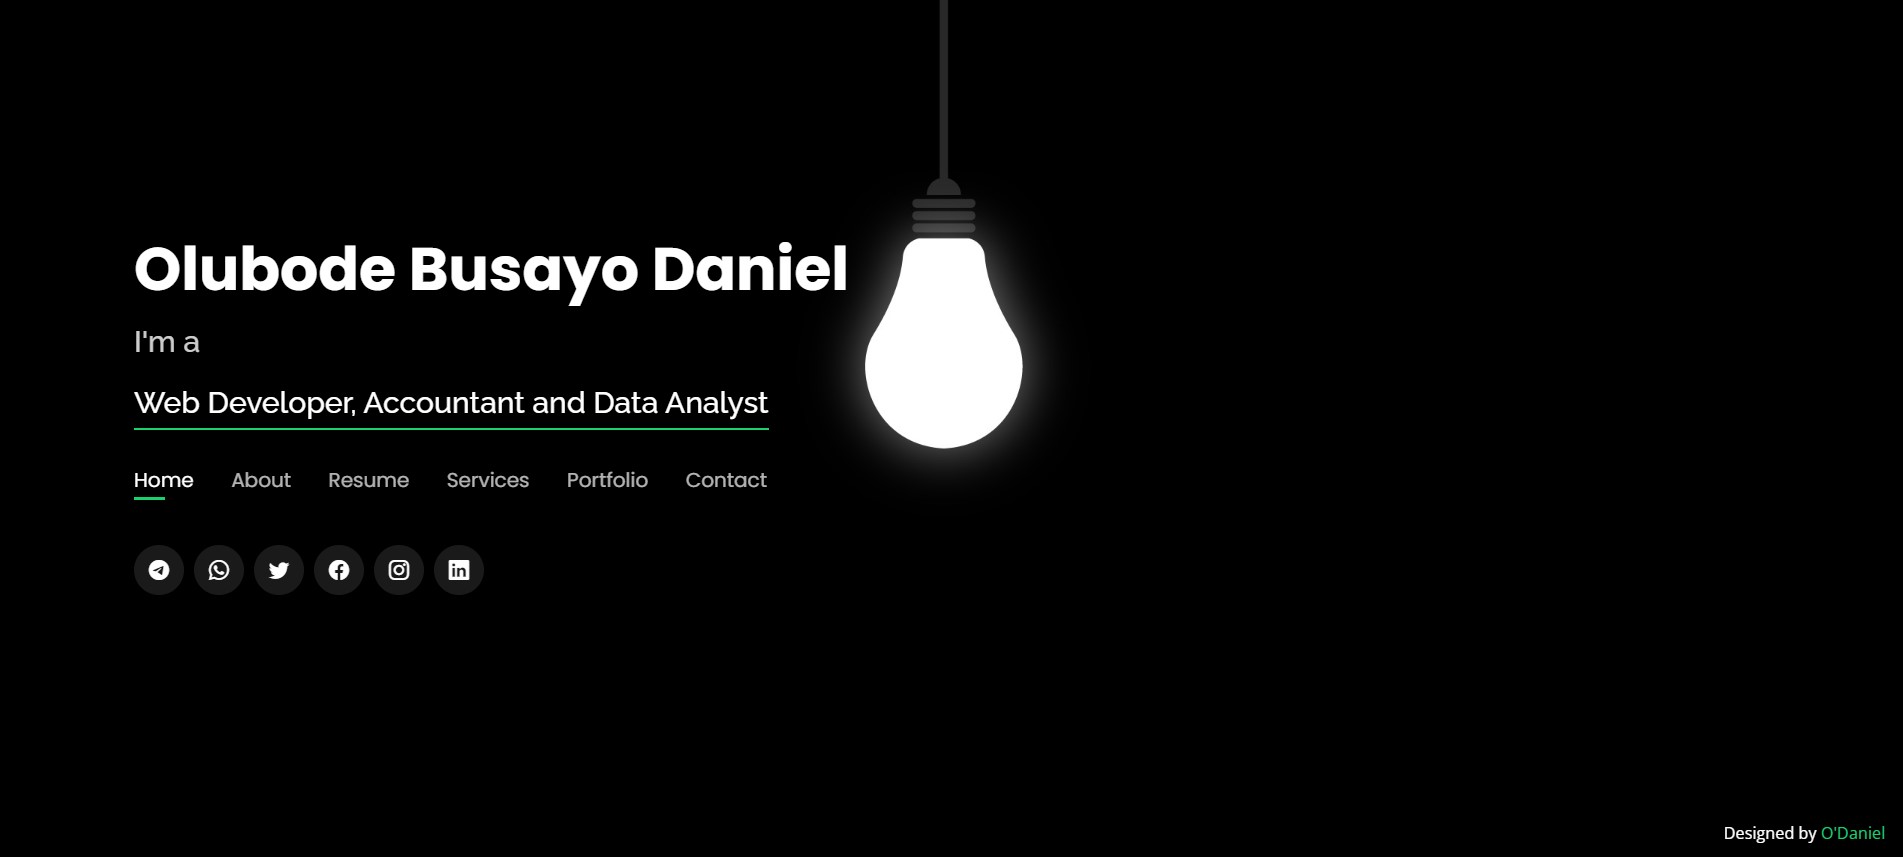 Olubode Busayo Daniel
I'm a
Web Developer, Accountant and Data Analyst
Home About Resume Services Portfolio Contact
Designed by O'Daniel